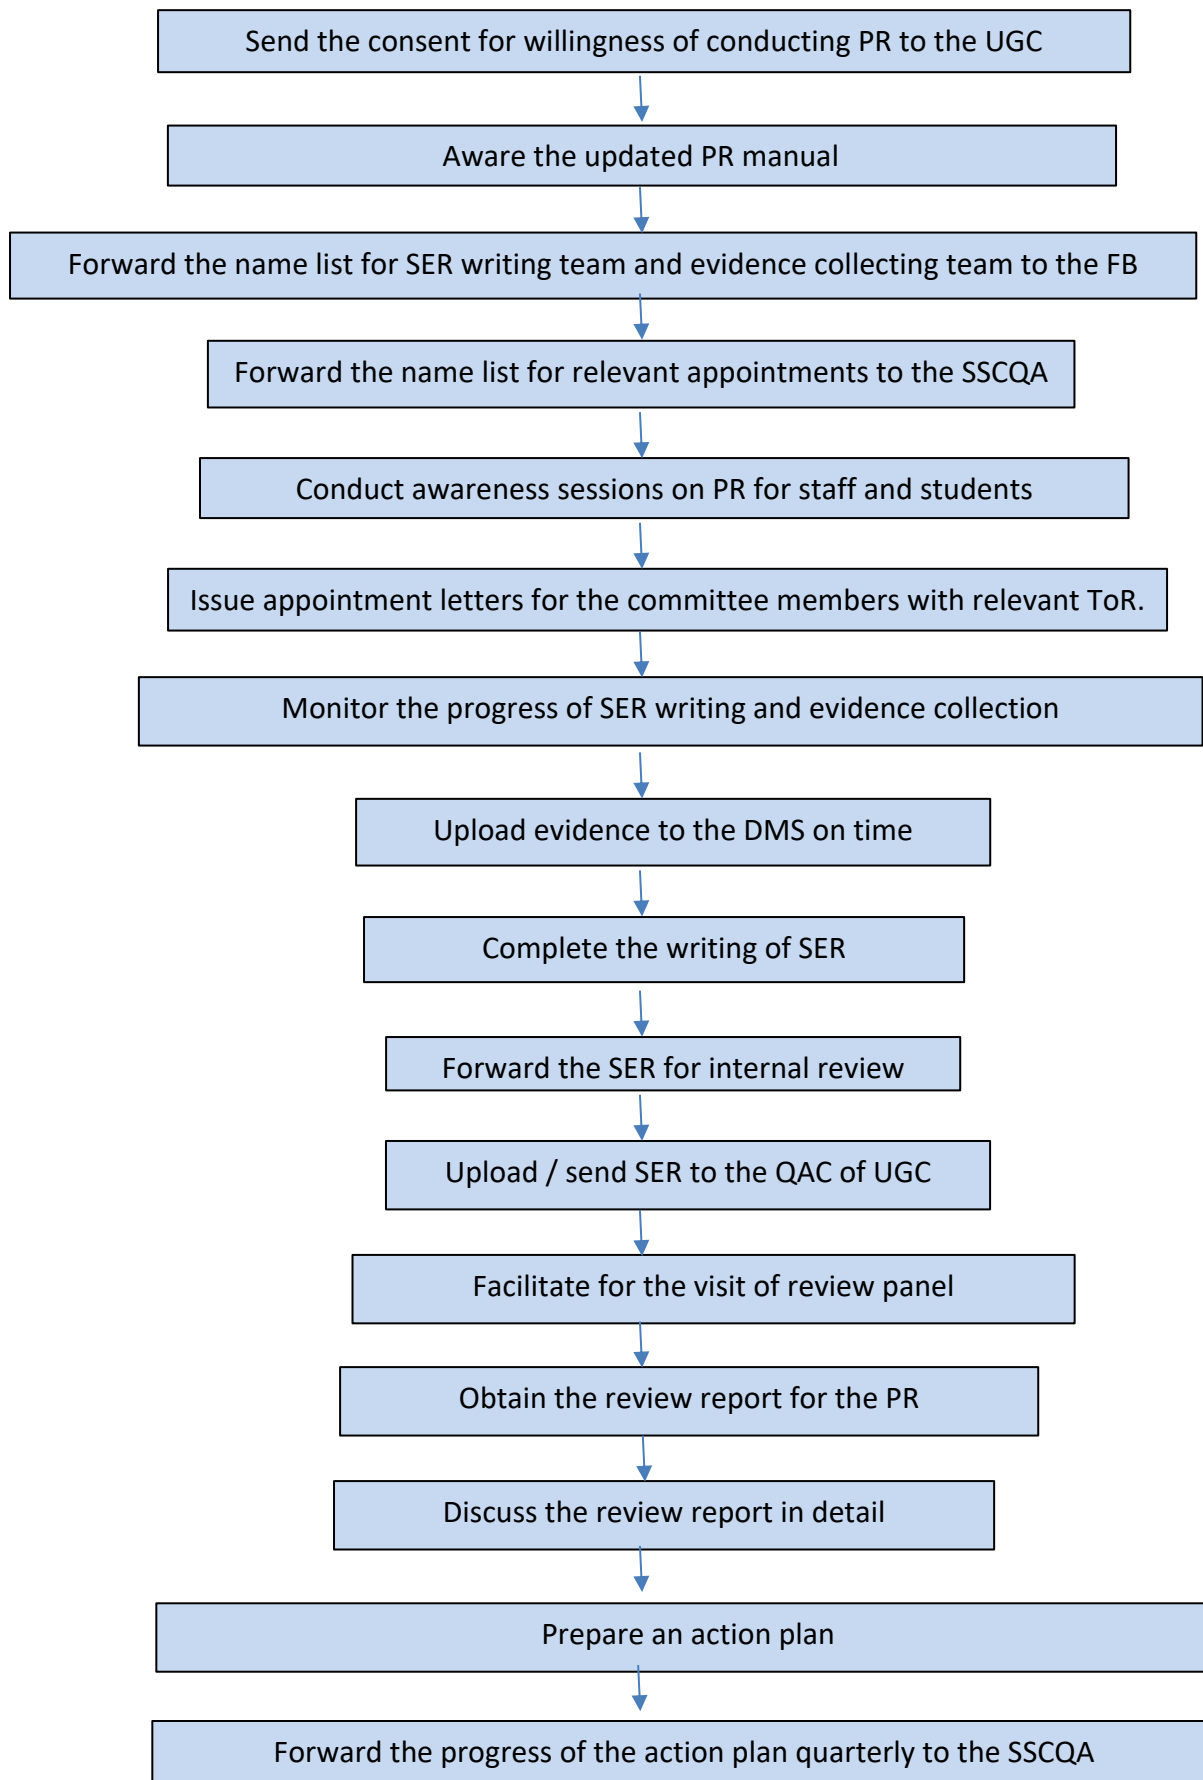 Send the consent for willingness of conducting PR to the UGC
Aware the updated PR manual
Forward the name list for SER writing team and evidence collecting team to the FB
Forward the name list for relevant appointments to the SSCQA
Conduct awareness sessions on PR for staff and students
Issue appointment letters for the committee members with relevant ToR.
Monitor the progress of SER writing and evidence collection
Upload evidence to the DMS on time
Complete the writing of SER
Forward the SER for internal review
Upload / send SER to the QAC of UGC
Facilitate for the visit of review panel
Obtain the review report for the PR
Discuss the review report in detail
Prepare an action plan
Forward the progress of the action plan quarterly to the SSCQA